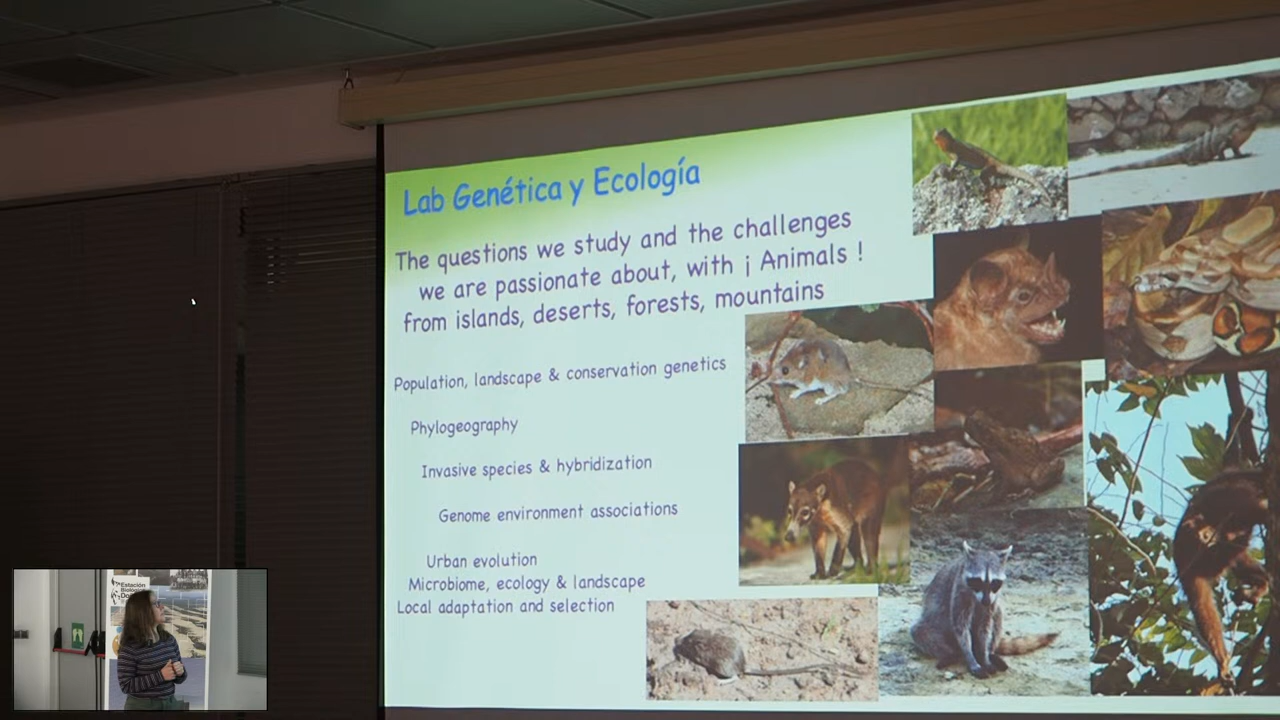 Lab Genética y Ecología
The questions we study and the challenges
we are passionate about, with ¡ Animals !
from islands, deserts, forests, mountains
Population, landscape & conservation genetics
Phylogeography
Invasive species & hybridization
Genome environment associations
Urban evolution
Microbiome, ecology & landscape
Local adaptation and selection
Estación